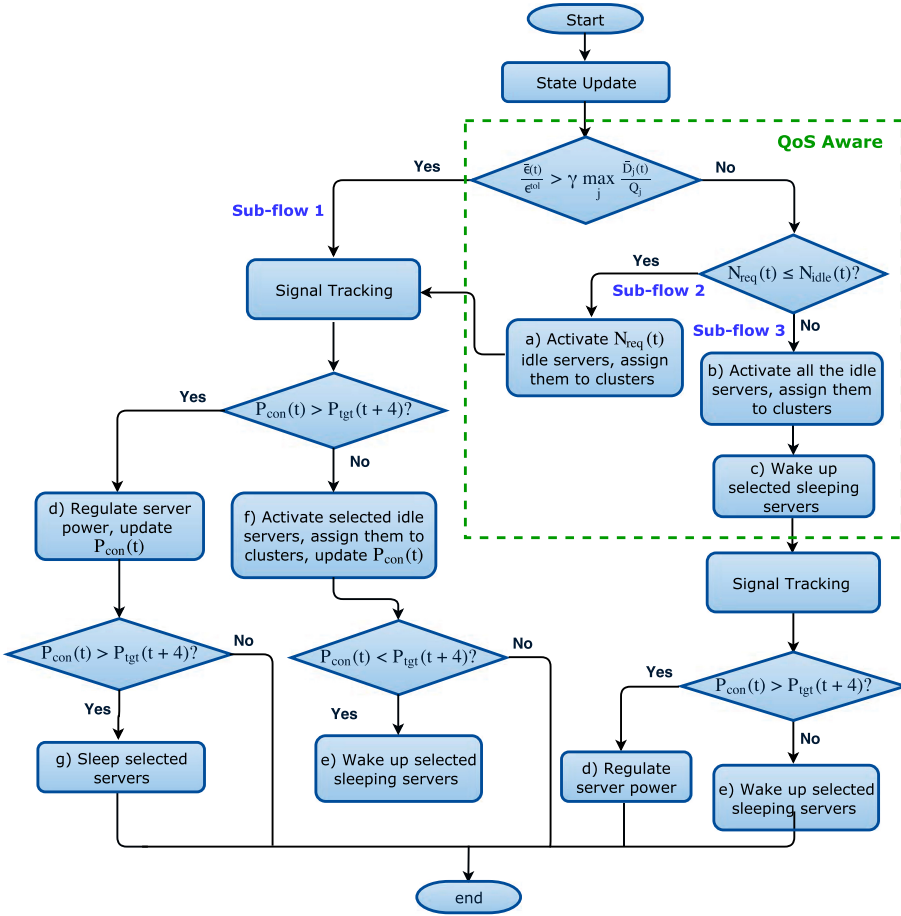 Start
State Update
QoS Aware
ε̄(t)/ϵ^tol > γ max_j D̄_j(t)/Q_j
Yes
No
Sub-flow 1
N_req(t) ≤ N_idle(t)?
Yes
Sub-flow 2
No
Sub-flow 3
Signal Tracking
a) Activate N_req(t)
idle servers, assign
them to clusters
b) Activate all the idle
servers, assign them
to clusters
c) Wake up
selected sleeping
servers
P_con(t) > P_tgt(t + 4)?
Yes
No
d) Regulate server
power, update
P_con(t)
f) Activate selected idle
servers, assign them to
clusters, update P_con(t)
Signal Tracking
P_con(t) > P_tgt(t + 4)?
No
Yes
P_con(t) < P_tgt(t + 4)?
No
Yes
P_con(t) > P_tgt(t + 4)?
Yes
No
g) Sleep selected
servers
e) Wake up selected
sleeping servers
d) Regulate
server power
e) Wake up selected
sleeping servers
end